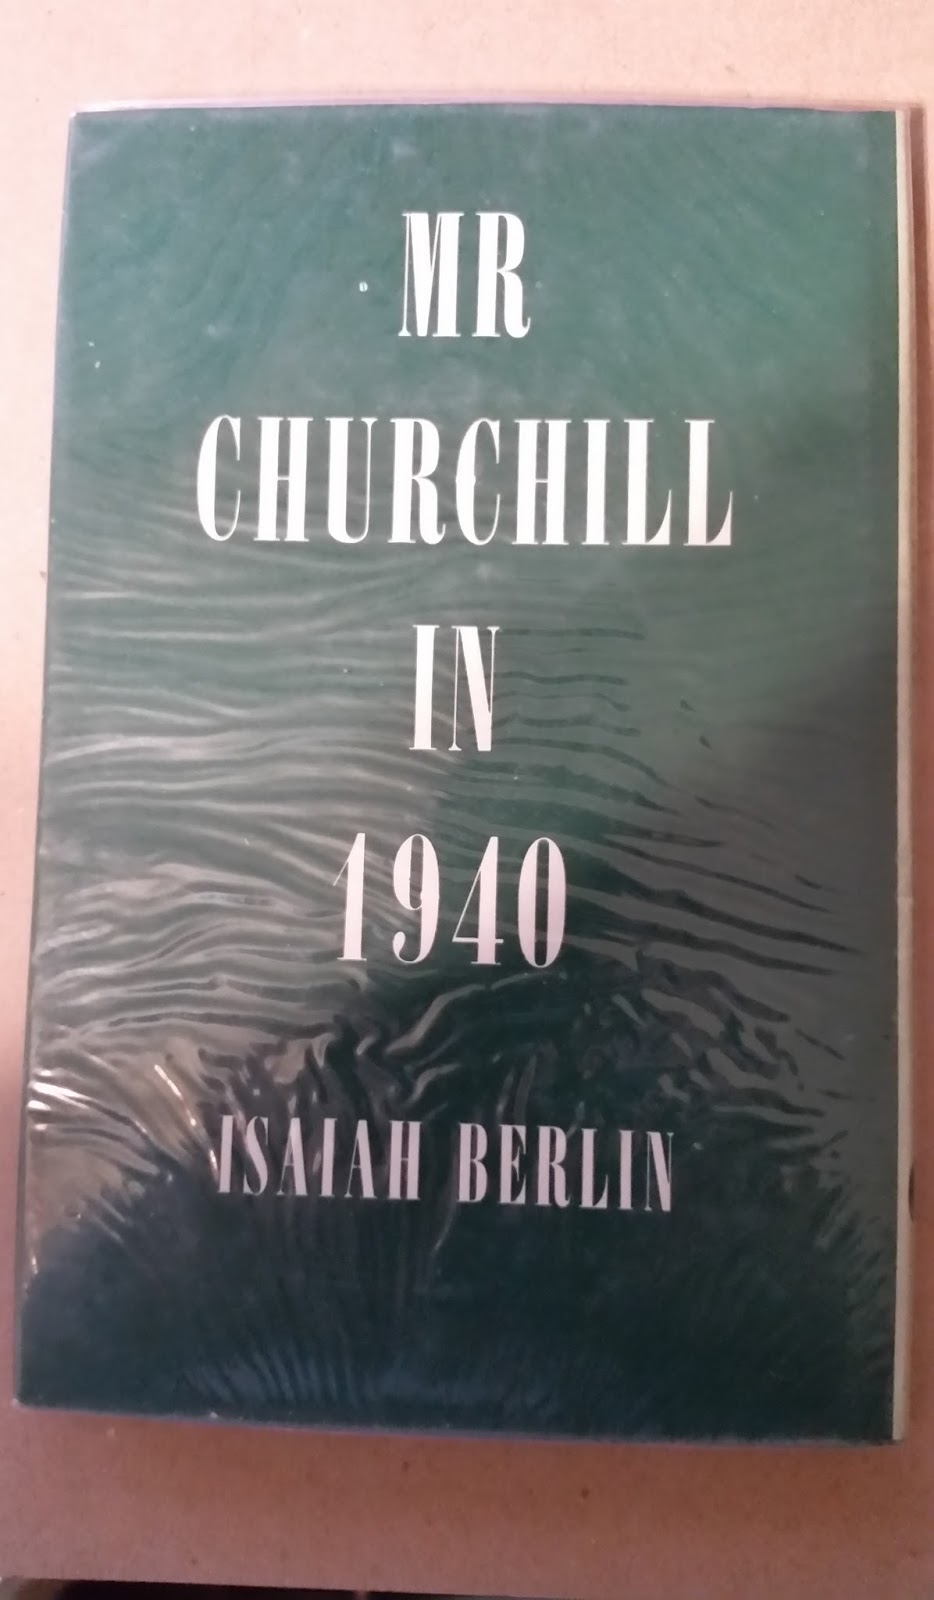 MR
CHURCHILL
IN
1940
ISAIAH BERLIN